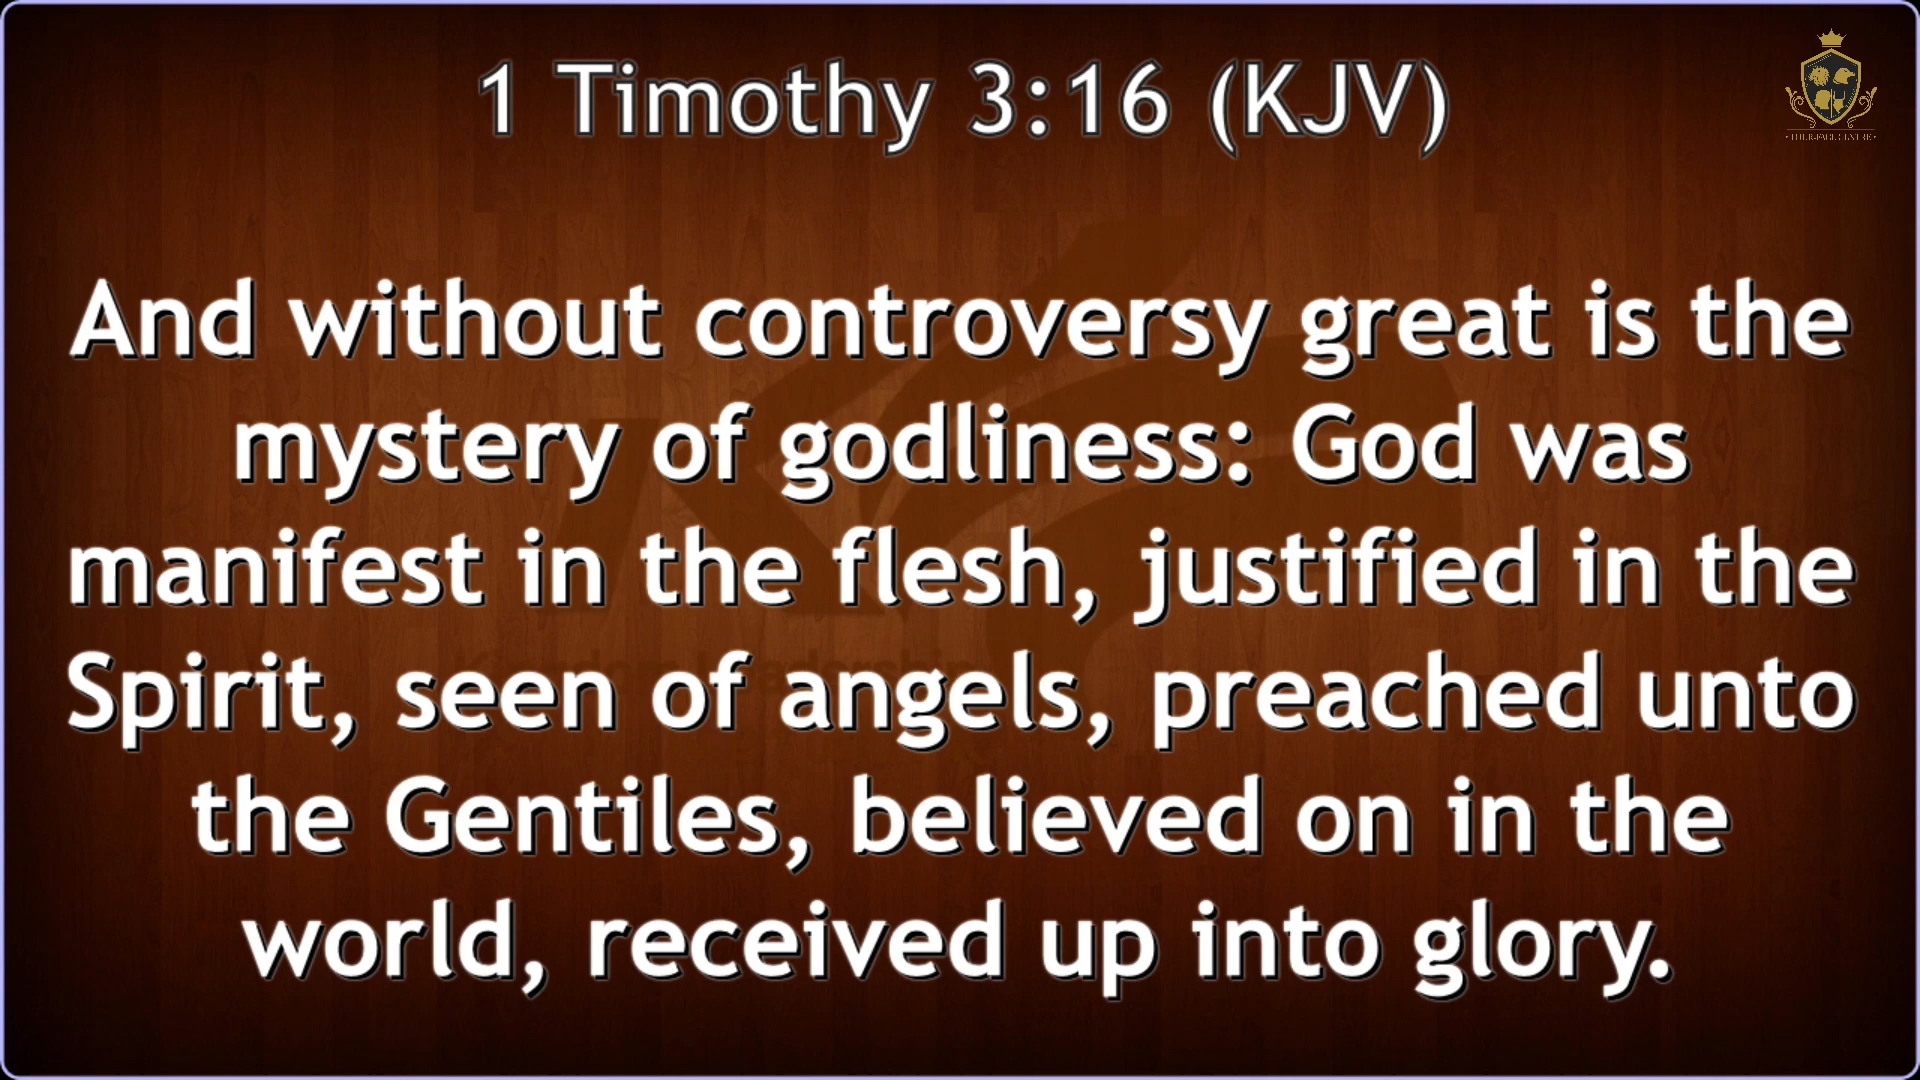 1 Timothy 3:16 (KJV)
And without controversy great is the
mystery of godliness: God was
manifest in the flesh, justified in the
Spirit, seen of angels, preached unto
the Gentiles, believed on in the
world, received up into glory.